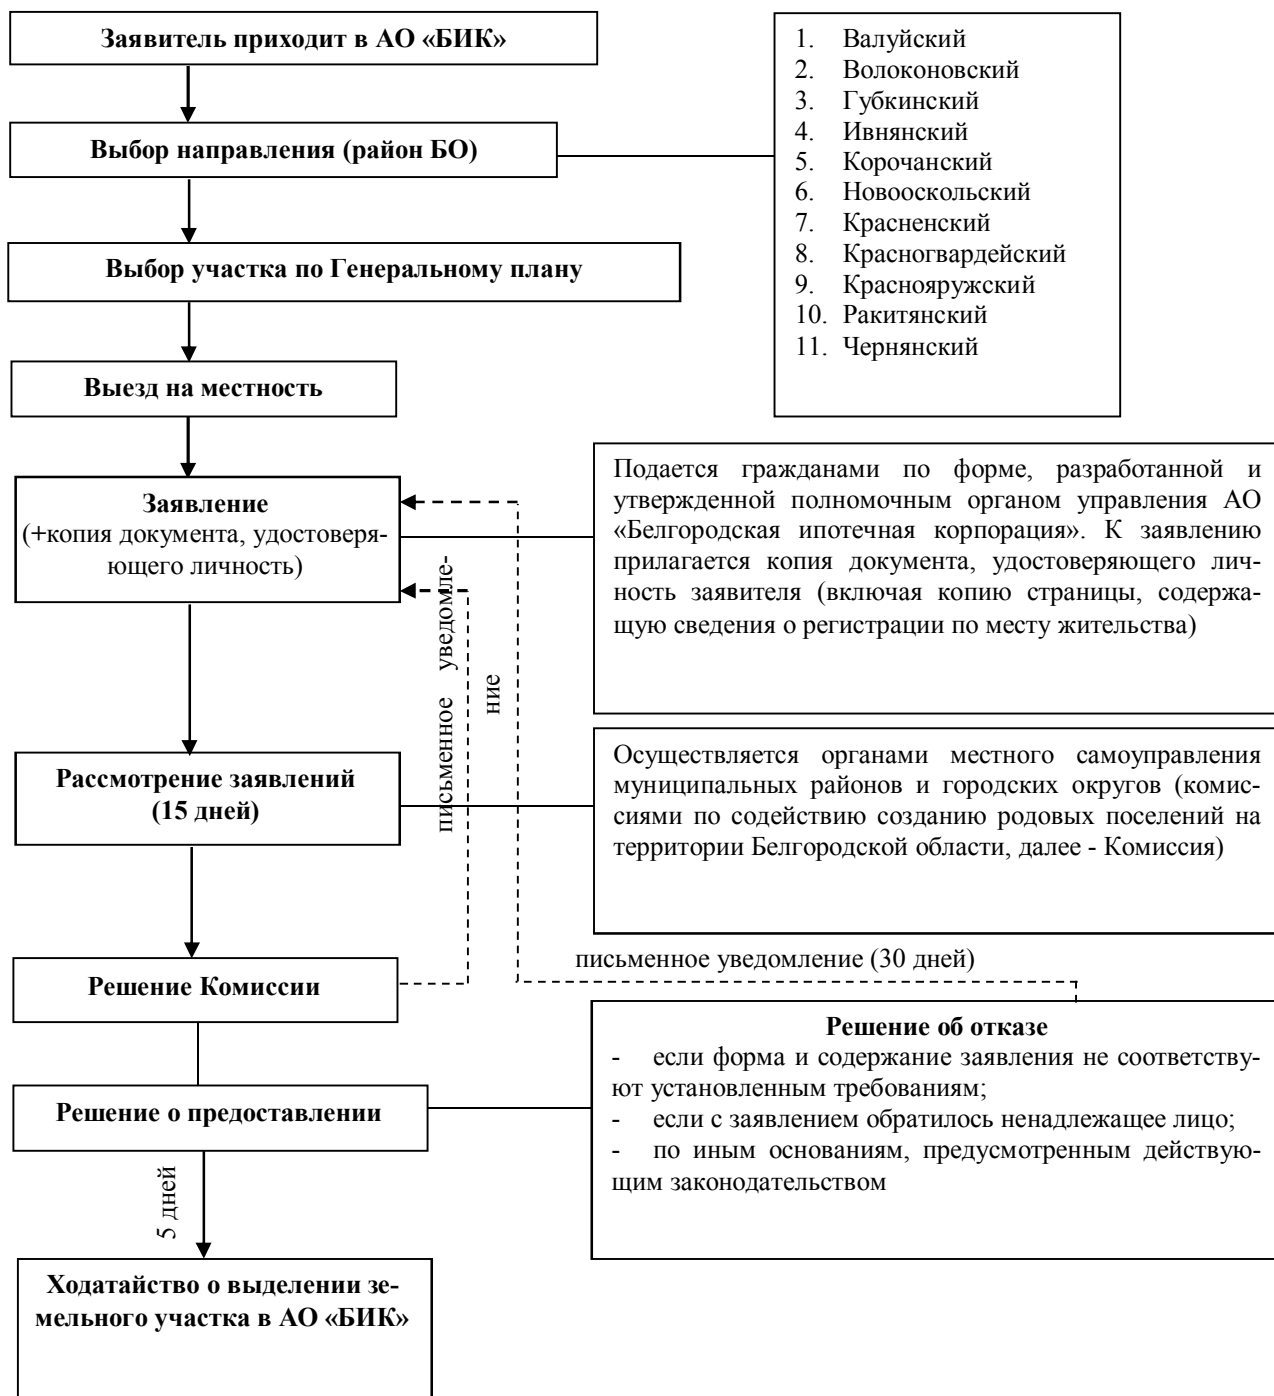 Заявитель приходит в АО «БИК»
Выбор направления (район БО)
1. Валуйский
2. Волоконовский
3. Губкинский
4. Ивнянский
5. Корочанский
6. Новооскольский
7. Красненский
8. Красногвардейский
9. Краснояружский
10. Ракитянский
11. Чернянский
Выбор участка по Генеральному плану
Выезд на местность
Заявление
(+копия документа, удостоверя-
ющего личность)
Подается гражданами по форме, разработанной и
утвержденной полномочным органом управления АО
«Белгородская ипотечная корпорация». К заявлению
прилагается копия документа, удостоверяющего лич-
ность заявителя (включая копию страницы, содержа-
щую сведения о регистрации по месту жительства)
письменное уведомле-
ние
Рассмотрение заявлений
(15 дней)
Осуществляется органами местного самоуправления
муниципальных районов и городских округов (комис-
сиями по содействию созданию родовых поселений на
территории Белгородской области, далее - Комиссия)
Решение Комиссии
письменное уведомление (30 дней)
Решение о предоставлении
Решение об отказе
- если форма и содержание заявления не соответству-
ют установленным требованиям;
- если с заявлением обратилось ненадлежащее лицо;
- по иным основаниям, предусмотренным действую-
щим законодательством
5 дней
Ходатайство о выделении зе-
мельного участка в АО «БИК»